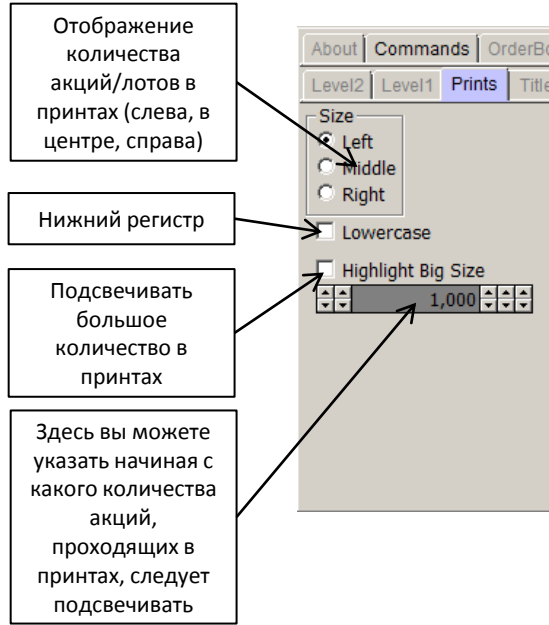 Отображение
количества
акций/лотов в
принтах (слева, в
центре, справа)
Нижний регистр
Подсвечивать
большое
количество в
принтах
Здесь вы можете
указать начиная с
какого количества
акций,
проходящих в
принтах, следует
подсвечивать
About Commands OrderBo
Level2 Level1 Prints Title
Size
Left
Middle
Right
Lowercase
Highlight Big Size
1,000